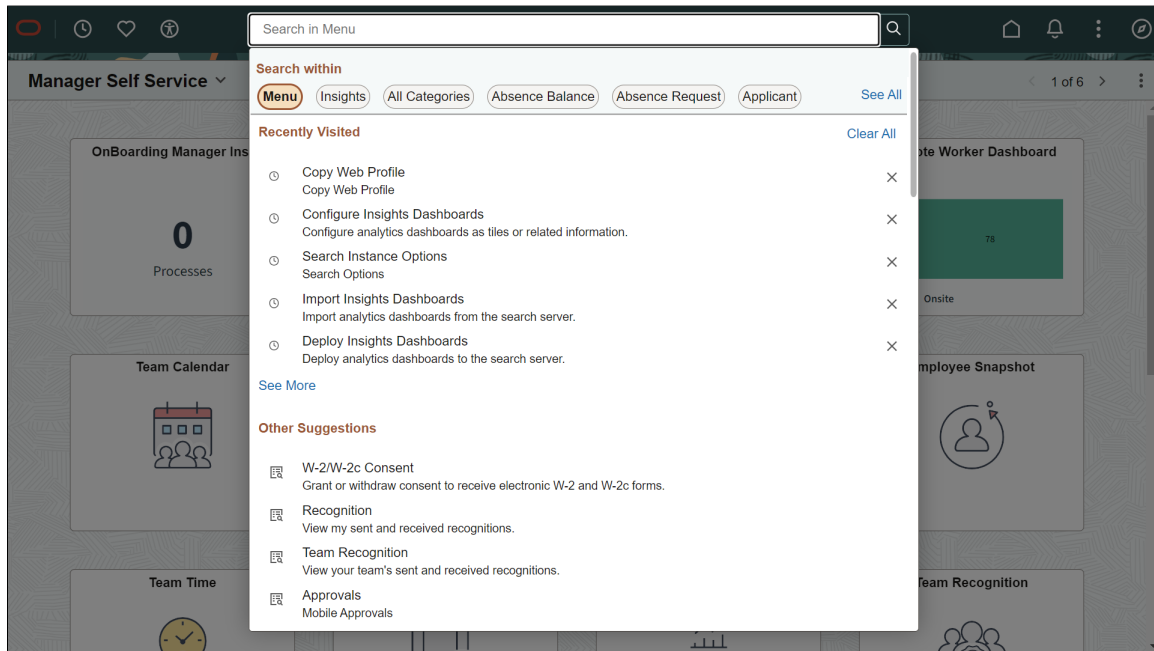 Search in Menu
Manager Self Service
1 of 6
Search within
Menu Insights All Categories Absence Balance Absence Request Applicant See All
Recently Visited Clear All
Copy Web Profile
Copy Web Profile
Configure Insights Dashboards
Configure analytics dashboards as tiles or related information.
Search Instance Options
Search Options
Import Insights Dashboards
Import analytics dashboards from the search server.
Deploy Insights Dashboards
Deploy analytics dashboards to the search server.
See More
Other Suggestions
W-2/W-2c Consent
Grant or withdraw consent to receive electronic W-2 and W-2c forms.
Recognition
View my sent and received recognitions.
Team Recognition
View your team's sent and received recognitions.
Approvals
Mobile Approvals
OnBoarding Manager Ins
0
Processes
Team Calendar
Team Time
ote Worker Dashboard
78
Onsite
mployee Snapshot
Team Recognition